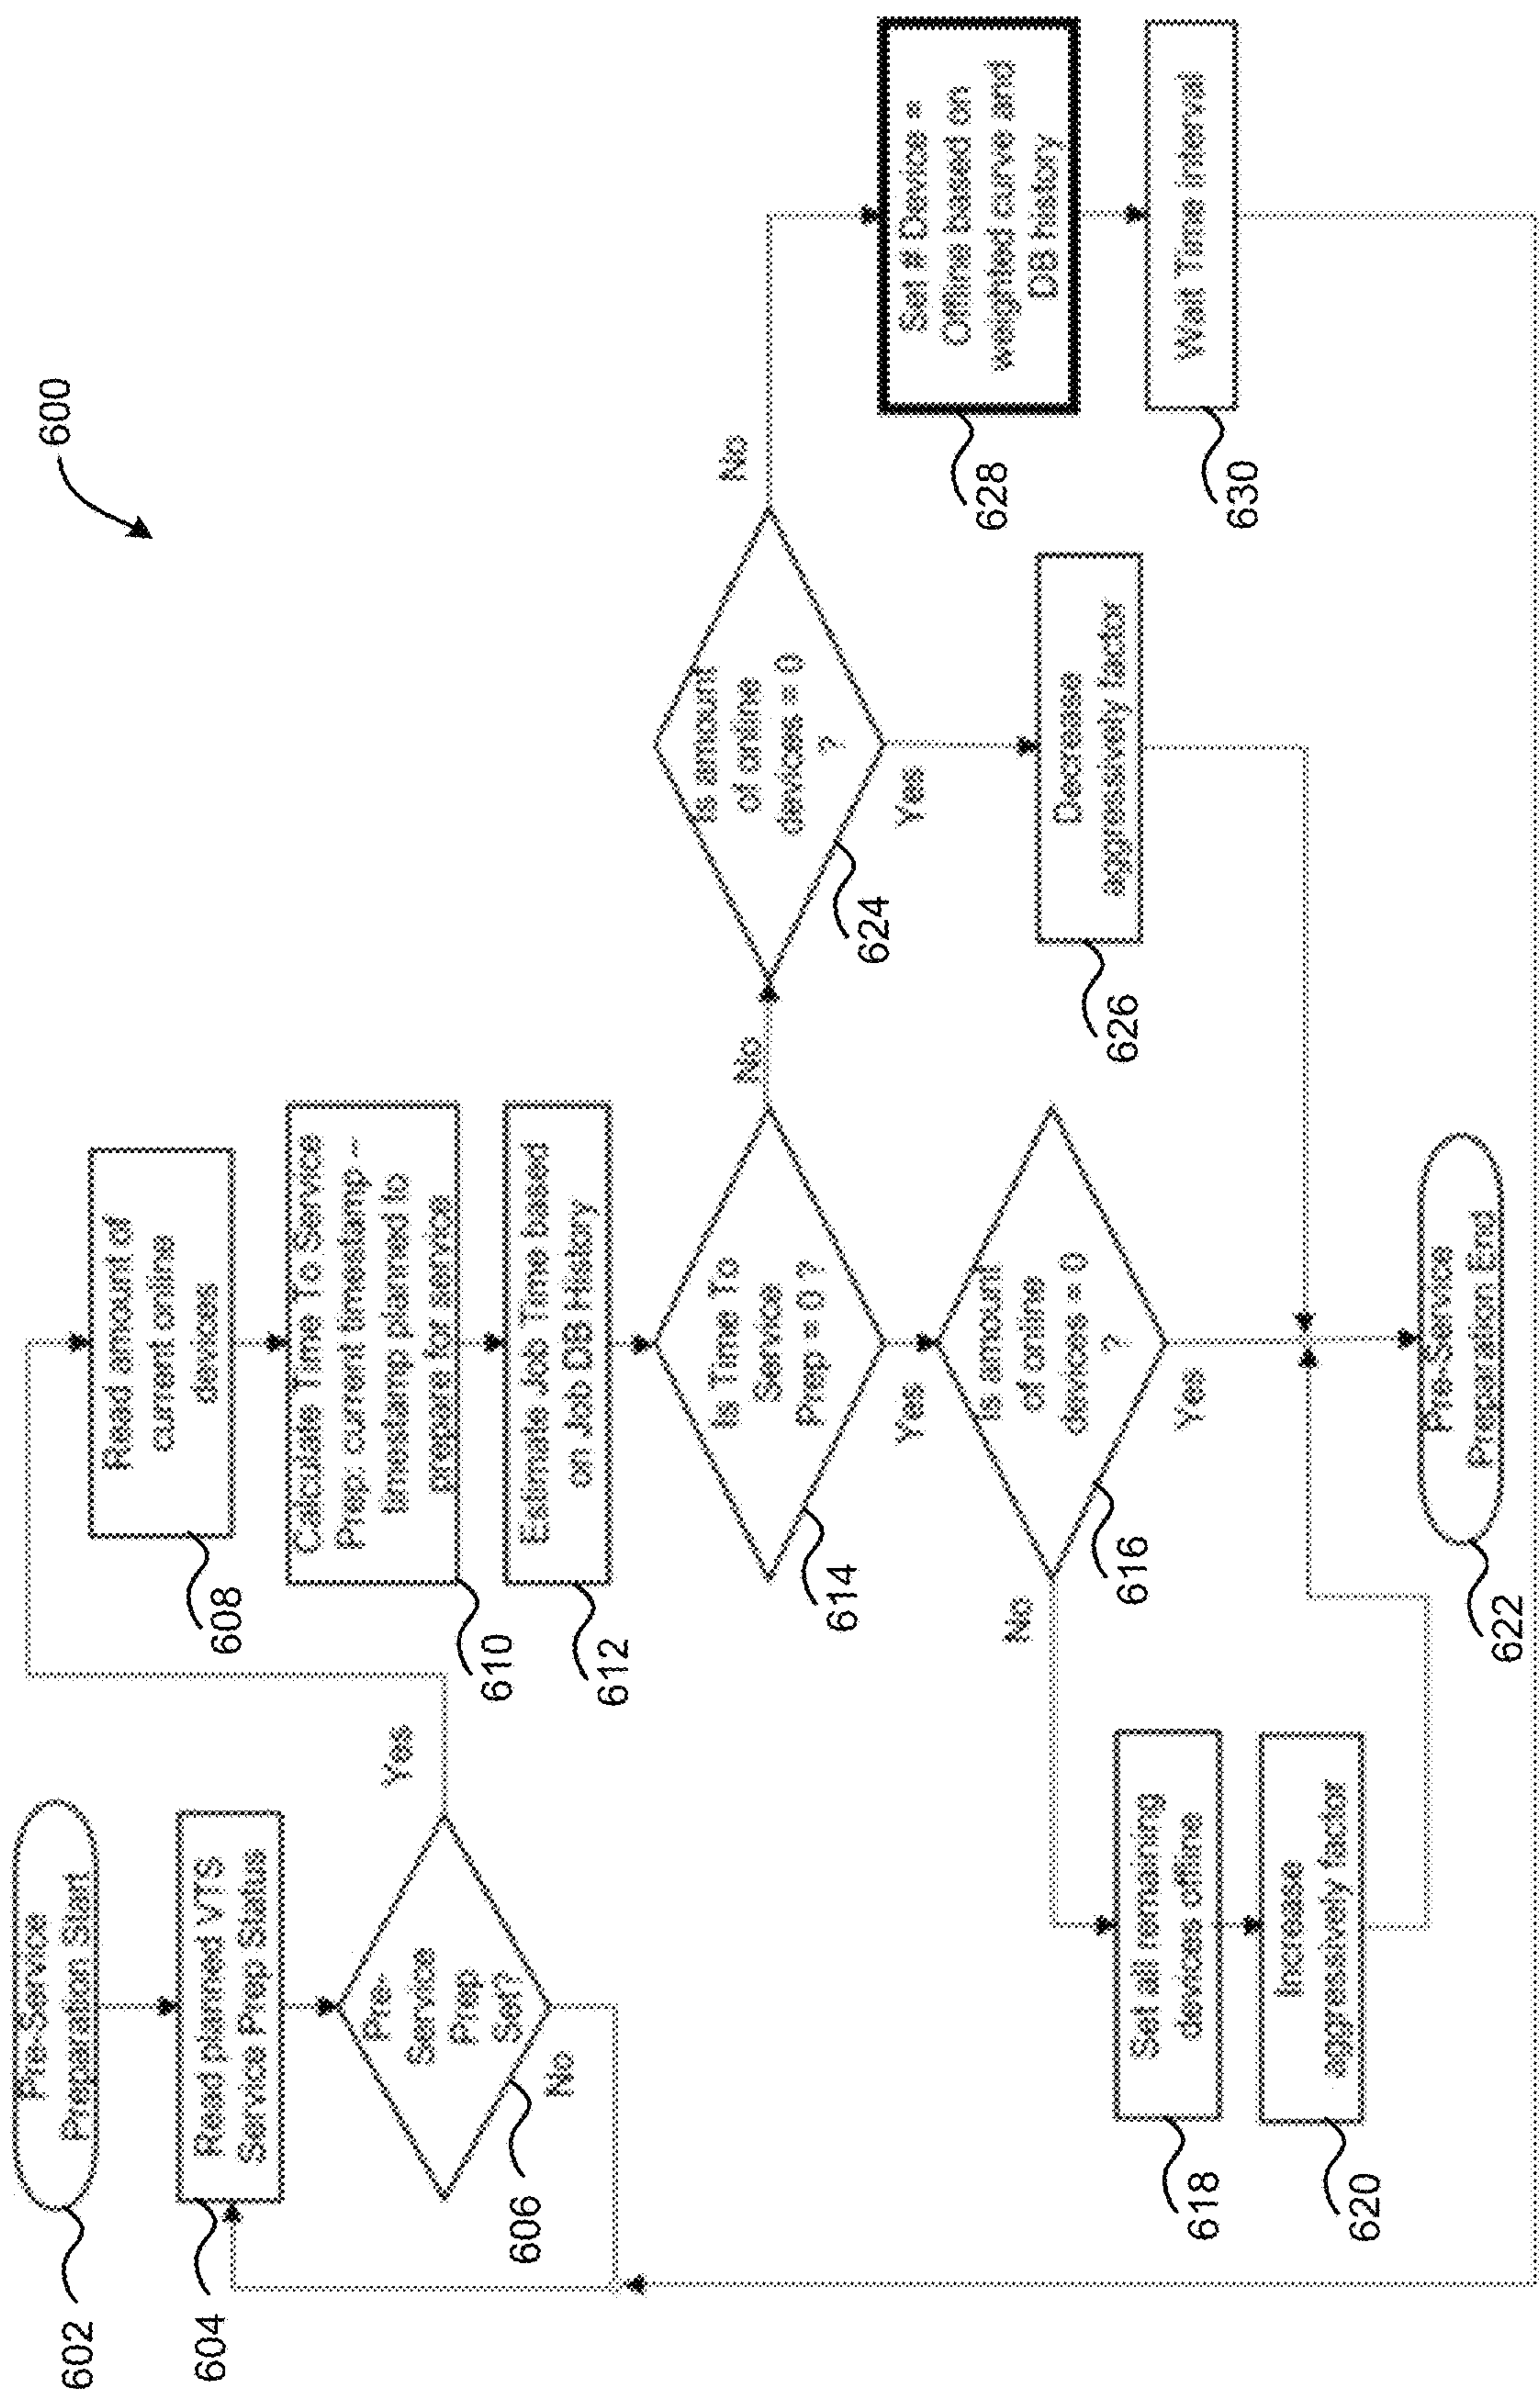 600
Pre-Service
Preparation Start
602
Read planned VTS
Service Prep Status
604
Pre-
Service
Prep
Set?
606
Yes
No
Read amount of
current online
devices
608
Calculate Time To Service
Prep: current timestamp –
timestamp planned to
prepare for service
610
Estimate Job Time based
on Job DB History
612
Is Time To
Service
Prep = 0 ?
614
No
Yes
Is amount
of online
devices = 0
?
616
No
Yes
Set all remaining
devices offline
618
Increase
aggressively factor
620
Pre-Service
Preparation End
622
Is amount
of online
devices = 0
?
624
No
Yes
Decrease
aggressively factor
626
Set # Device =
Offline based on
weighted curve and
DB history
628
Wait Time interval
630